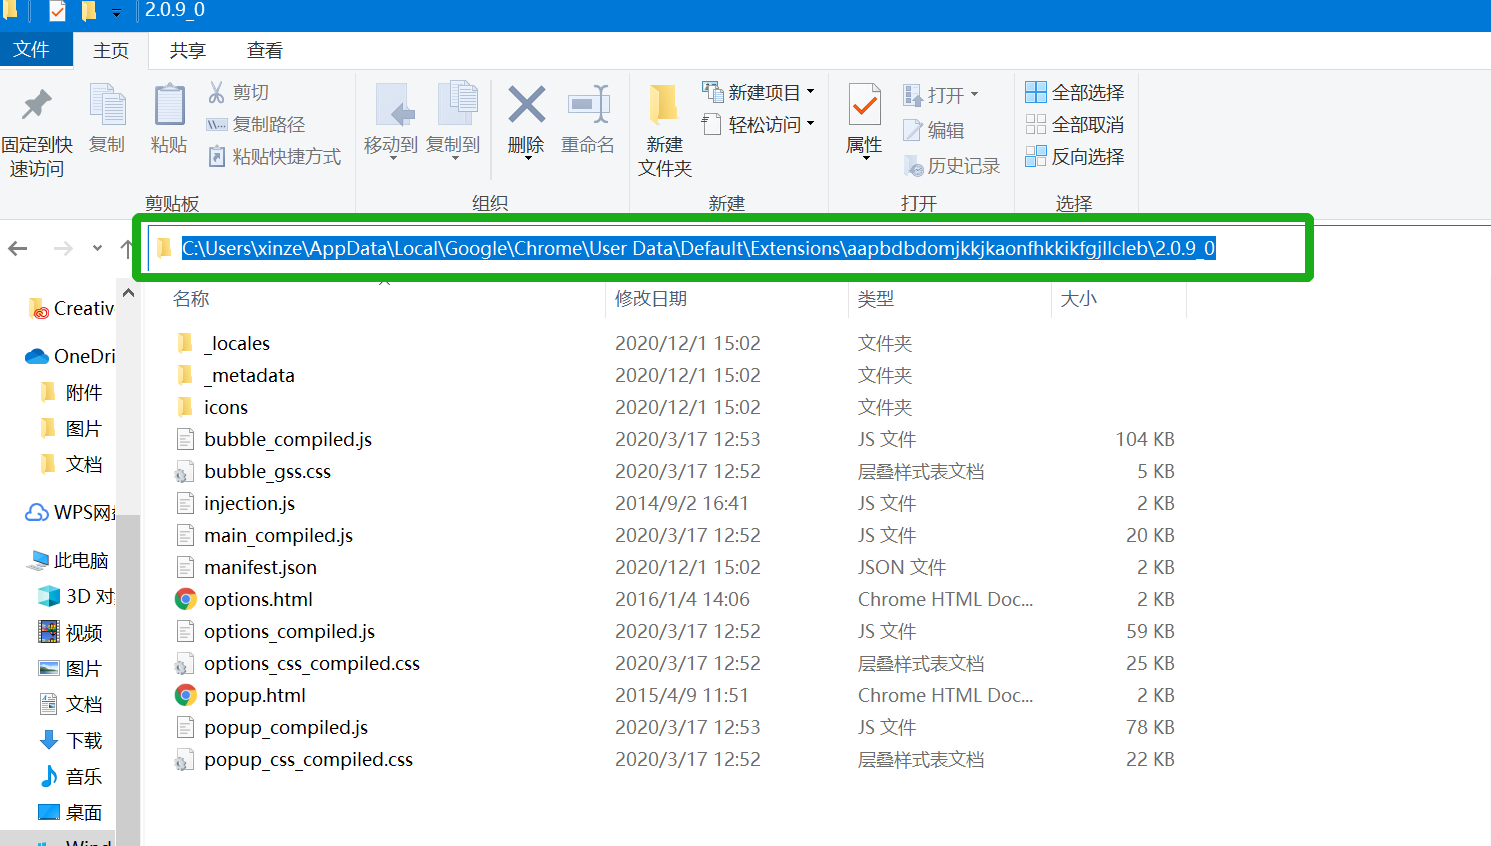 2.0.9_0
文件 主页 共享 查看
固定到快
速访问
复制
粘贴
剪切
复制路径
粘贴快捷方式
剪贴板
移动到 复制到 删除 重命名
组织
新建
文件夹
新建项目
轻松访问
新建
属性
打开
编辑
历史记录
打开
全部选择
全部取消
反向选择
选择
C:\Users\xinze\AppData\Local\Google\Chrome\User Data\Default\Extensions\aapbdbdomjkkjkaonfhkkikfgjllcleb\2.0.9_0
Creativ
OneDri
附件
图片
文档
WPS网
此电脑
3D 对
视频
图片
文档
下载
音乐
桌面
名称 修改日期 类型 大小
_locales 2020/12/1 15:02 文件夹
_metadata 2020/12/1 15:02 文件夹
icons 2020/12/1 15:02 文件夹
bubble_compiled.js 2020/3/17 12:53 JS 文件 104 KB
bubble_gss.css 2020/3/17 12:52 层叠样式表文档 5 KB
injection.js 2014/9/2 16:41 JS 文件 2 KB
main_compiled.js 2020/3/17 12:52 JS 文件 20 KB
manifest.json 2020/12/1 15:02 JSON 文件 2 KB
options.html 2016/1/4 14:06 Chrome HTML Doc... 2 KB
options_compiled.js 2020/3/17 12:52 JS 文件 59 KB
options_css_compiled.css 2020/3/17 12:52 层叠样式表文档 25 KB
popup.html 2015/4/9 11:51 Chrome HTML Doc... 2 KB
popup_compiled.js 2020/3/17 12:53 JS 文件 78 KB
popup_css_compiled.css 2020/3/17 12:52 层叠样式表文档 22 KB